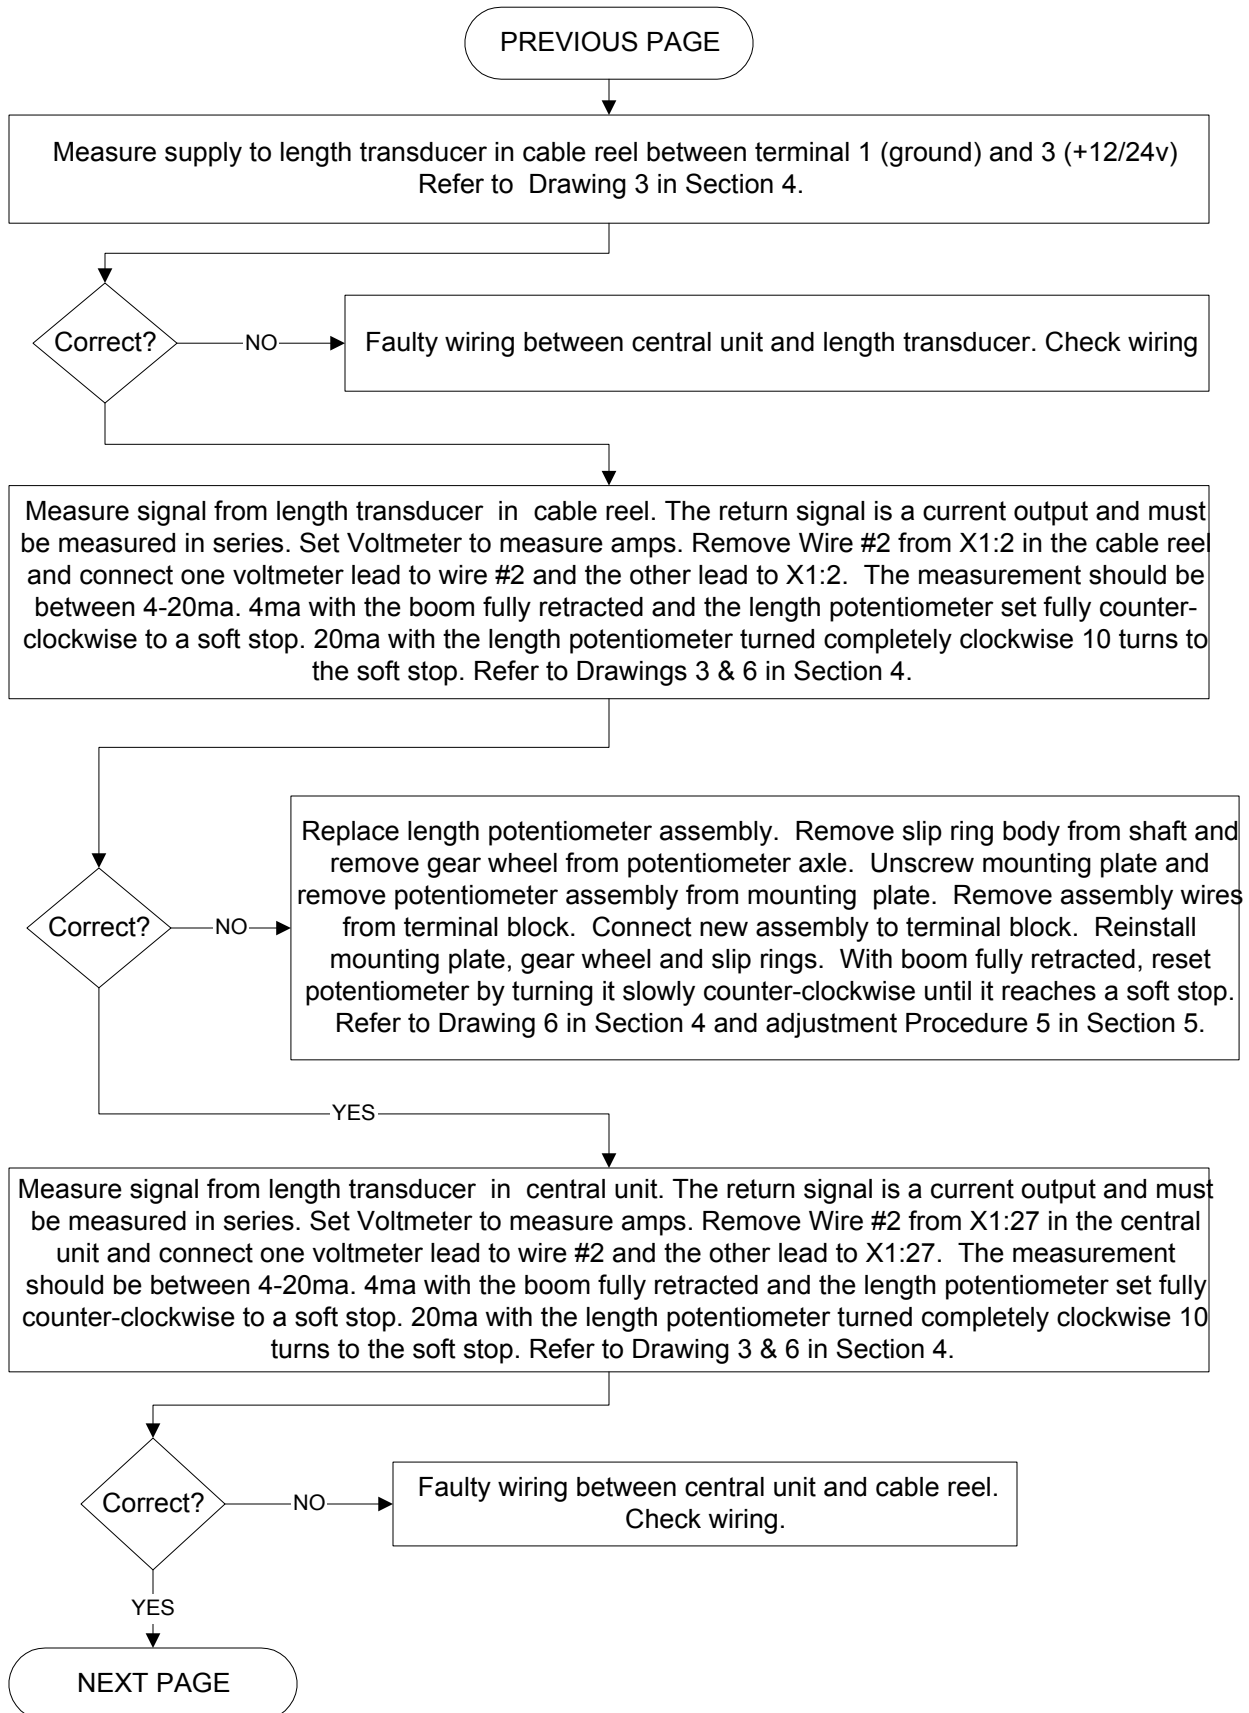 PREVIOUS PAGE
Measure supply to length transducer in cable reel between terminal 1 (ground) and 3 (+12/24v)
Refer to Drawing 3 in Section 4.
Correct?
NO
Faulty wiring between central unit and length transducer. Check wiring
Measure signal from length transducer in cable reel. The return signal is a current output and must
be measured in series. Set Voltmeter to measure amps. Remove Wire #2 from X1:2 in the cable reel
and connect one voltmeter lead to wire #2 and the other lead to X1:2. The measurement should be
between 4-20ma. 4ma with the boom fully retracted and the length potentiometer set fully counter-
clockwise to a soft stop. 20ma with the length potentiometer turned completely clockwise 10 turns to
the soft stop. Refer to Drawings 3 & 6 in Section 4.
Correct?
NO
Replace length potentiometer assembly. Remove slip ring body from shaft and
remove gear wheel from potentiometer axle. Unscrew mounting plate and
remove potentiometer assembly from mounting plate. Remove assembly wires
from terminal block. Connect new assembly to terminal block. Reinstall
mounting plate, gear wheel and slip rings. With boom fully retracted, reset
potentiometer by turning it slowly counter-clockwise until it reaches a soft stop.
Refer to Drawing 6 in Section 4 and adjustment Procedure 5 in Section 5.
YES
Measure signal from length transducer in central unit. The return signal is a current output and must
be measured in series. Set Voltmeter to measure amps. Remove Wire #2 from X1:27 in the central
unit and connect one voltmeter lead to wire #2 and the other lead to X1:27. The measurement
should be between 4-20ma. 4ma with the boom fully retracted and the length potentiometer set fully
counter-clockwise to a soft stop. 20ma with the length potentiometer turned completely clockwise 10
turns to the soft stop. Refer to Drawing 3 & 6 in Section 4.
Correct?
NO
Faulty wiring between central unit and cable reel.
Check wiring.
YES
NEXT PAGE